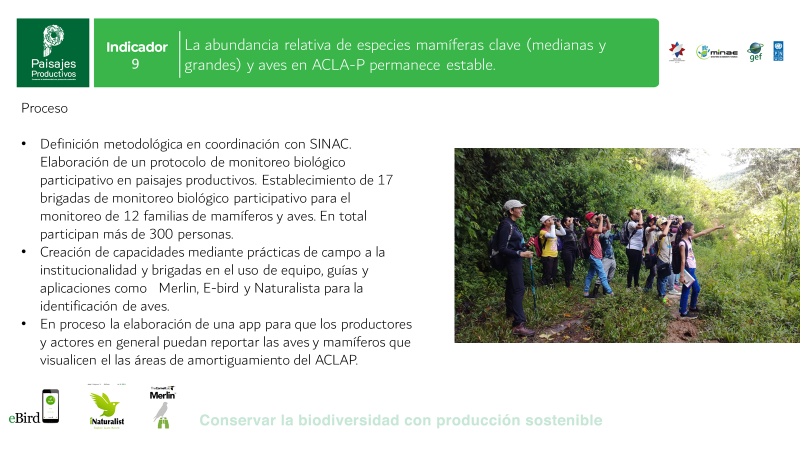 Paisajes
Productivos
Indicador
9
La abundancia relativa de especies mamíferas clave (medianas y
grandes) y aves en ACLA-P permanece estable.
minae
gef
Proceso
• Definición metodológica en coordinación con SINAC.
Elaboración de un protocolo de monitoreo biológico
participativo en paisajes productivos. Establecimiento de 17
brigadas de monitoreo biológico participativo para el
monitoreo de 12 familias de mamíferos y aves. En total
participan más de 300 personas.
• Creación de capacidades mediante prácticas de campo a la
institucionalidad y brigadas en el uso de equipo, guías y
aplicaciones como Merlin, E-bird y Naturalista para la
identificación de aves.
• En proceso la elaboración de una app para que los productores
y actores en general puedan reportar las aves y mamíferos que
visualicen el las áreas de amortiguamiento del ACLAP.
eBird
iNaturalist
Merlin
Conservar la biodiversidad con producción sostenible